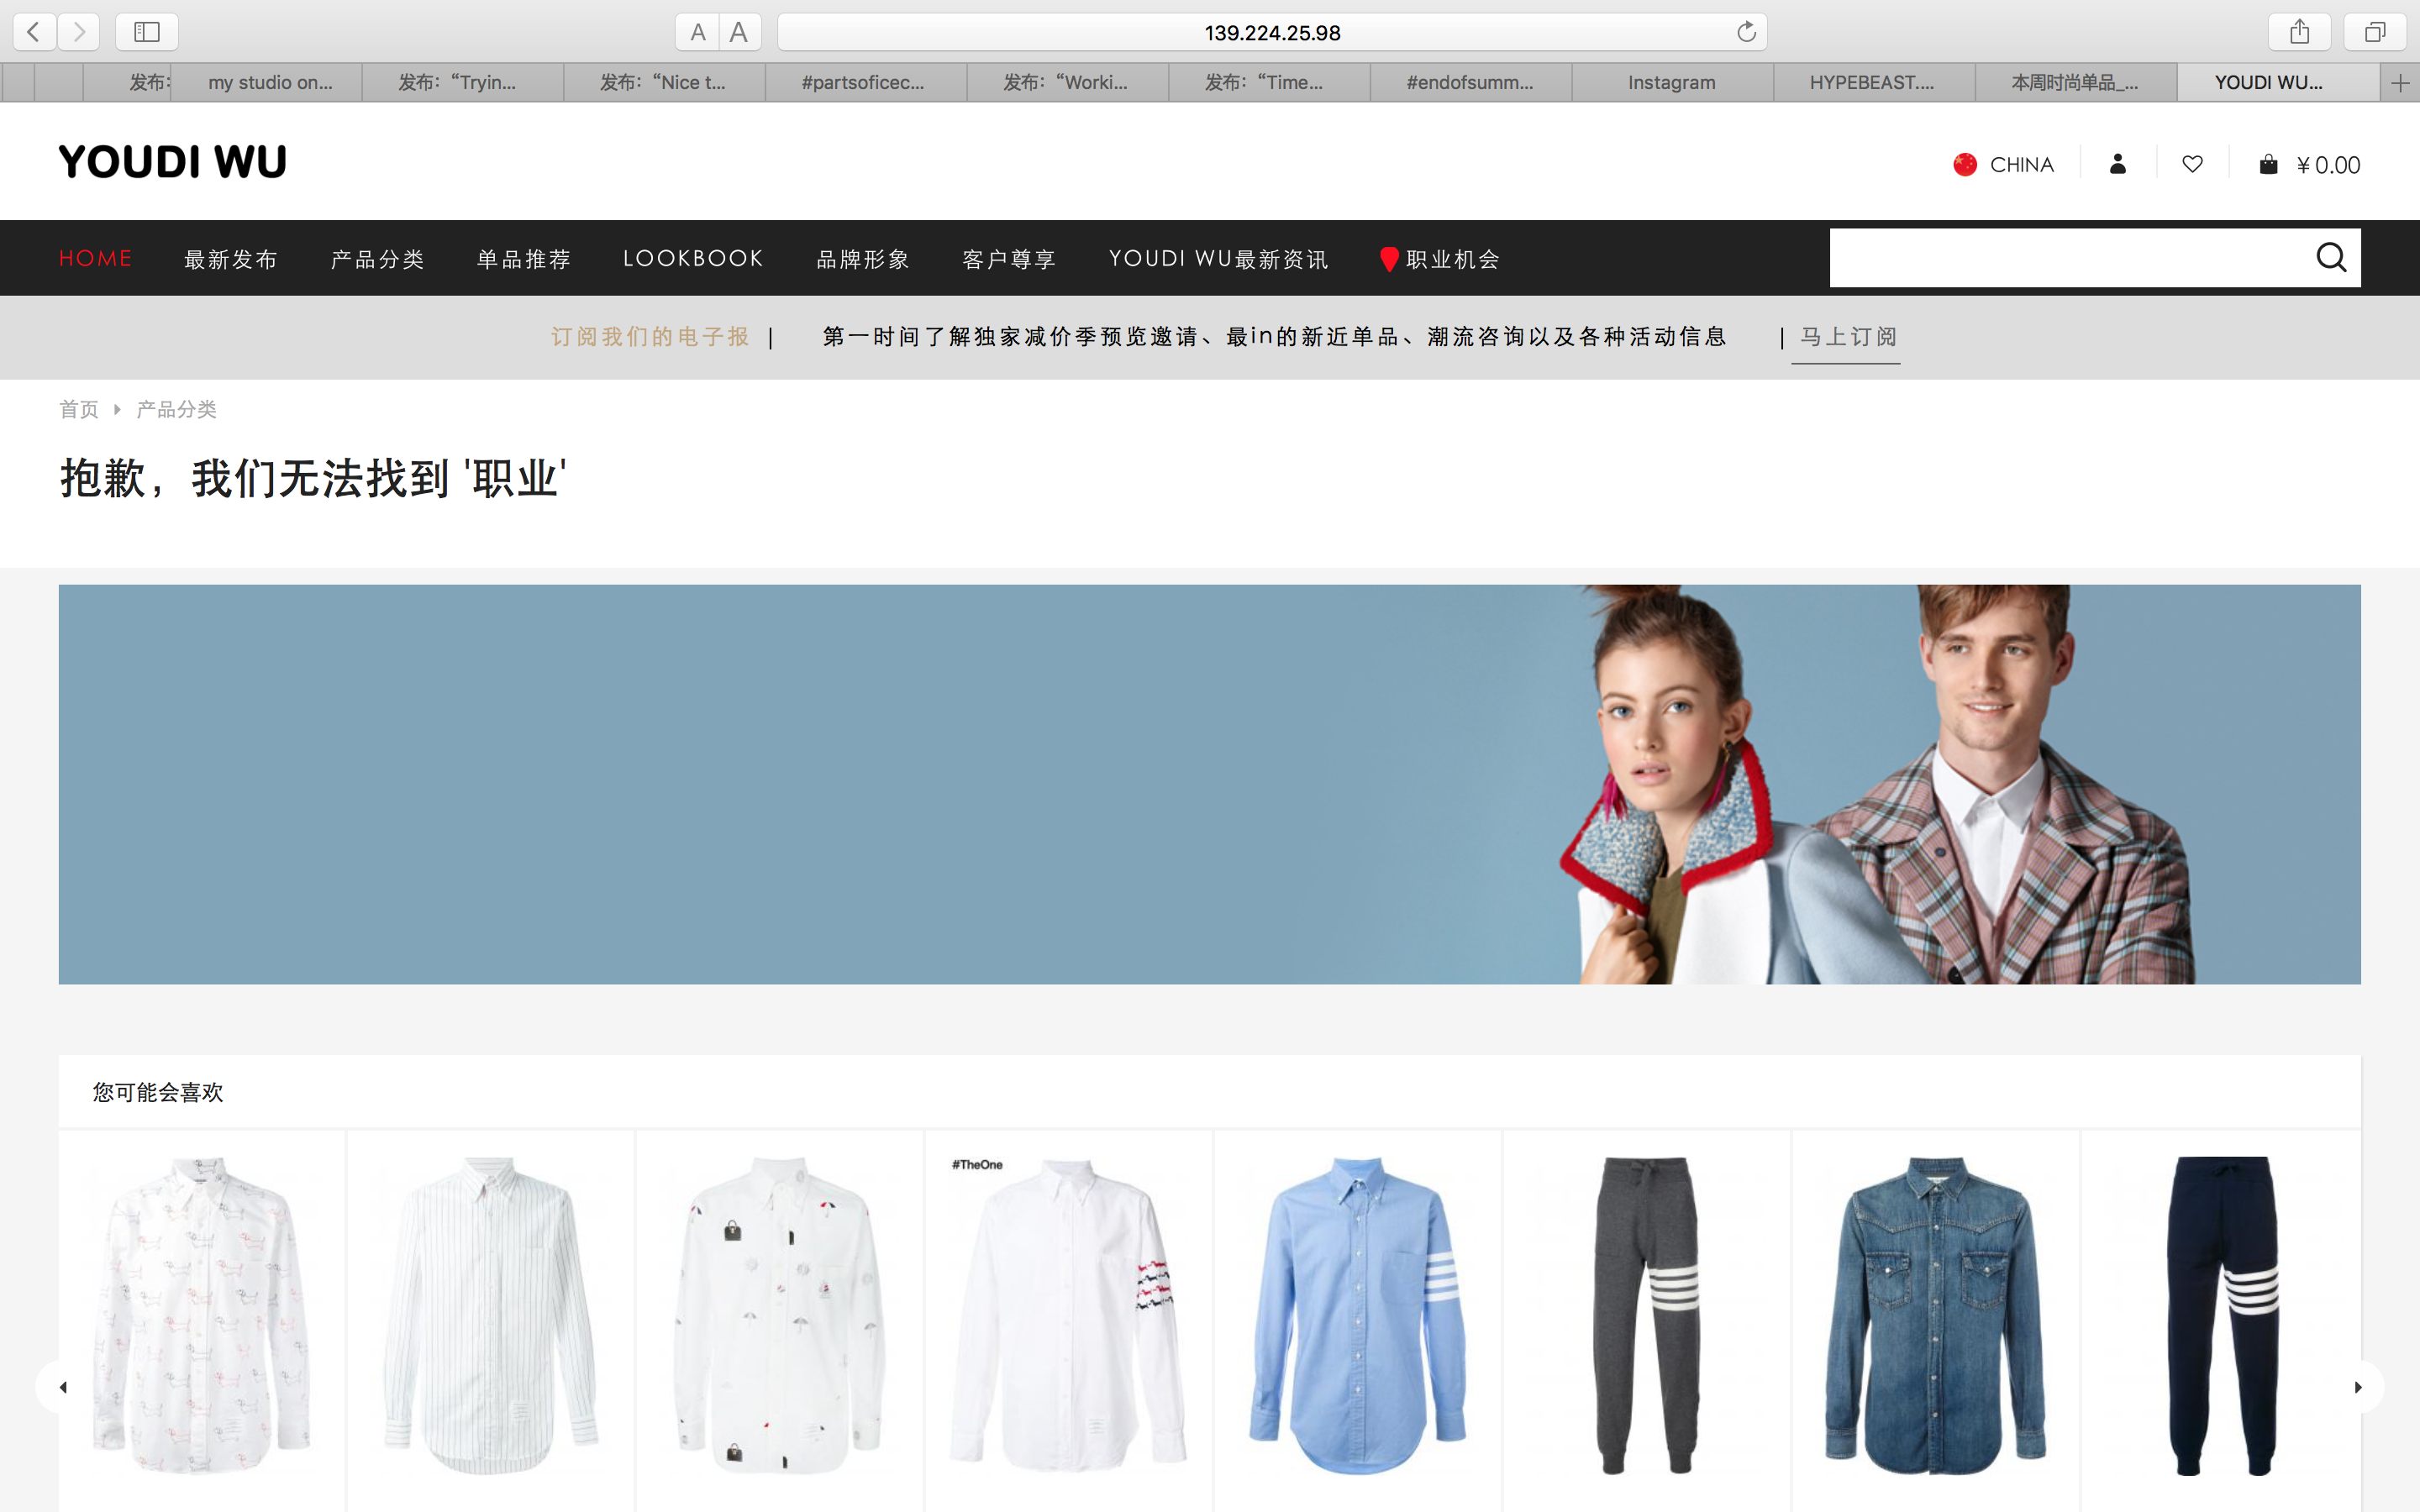 139.224.25.98
发布:
my studio on...
发布：“Tryin...
发布：“Nice t...
#partsoficec...
发布：“Worki...
发布：“Time...
#endofsumm...
Instagram
HYPEBEAST....
本周时尚单品_...
YOUDI WU...
YOUDI WU
CHINA
¥ 0.00
HOME
最新发布
产品分类
单品推荐
LOOKBOOK
品牌形象
客户尊享
YOUDI WU最新资讯
职业机会
订阅我们的电子报 | 第一时间了解独家减价季预览邀请、最in的新近单品、潮流咨询以及各种活动信息 | 马上订阅
首页 产品分类
抱歉，我们无法找到 '职业'
您可能会喜欢
#TheOne